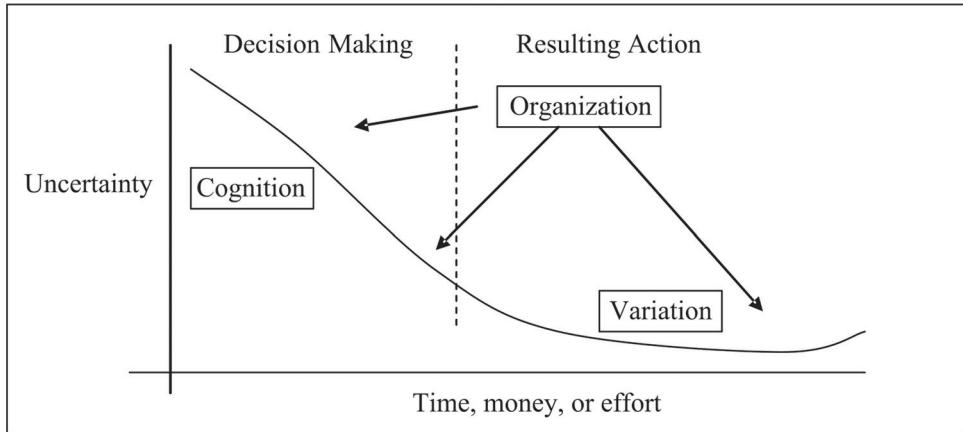 Decision Making
Resulting Action
Organization
Uncertainty
Cognition
Variation
Time, money, or effort